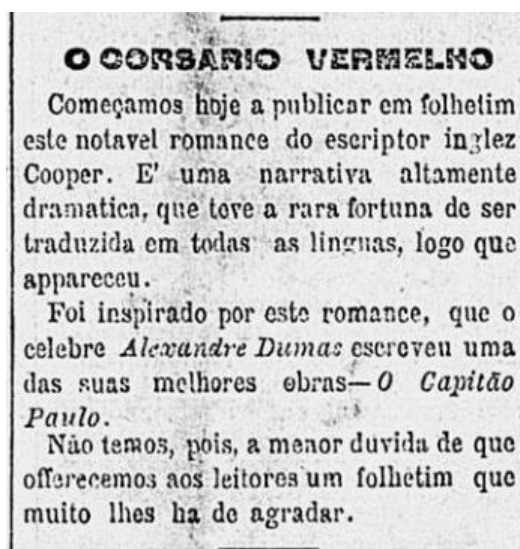 O CORSARIO VERMELHO
Começamos hoje a publicar em folhetim
este notavel romance do escriptor inglez
Cooper. E' uma narrativa altamente
dramatica, que teve a rara fortuna de ser
traduzida em todas as linguas, logo que
appareceu.
Foi inspirado por este romance, que o
celebre Alexandre Dumas escreveu uma
das suas melhores obras—O Capitão
Paulo.
Não temos, pois, a menor duvida de que
offerecemos aos leitores um folhetim que
muito lhes ha de agradar.